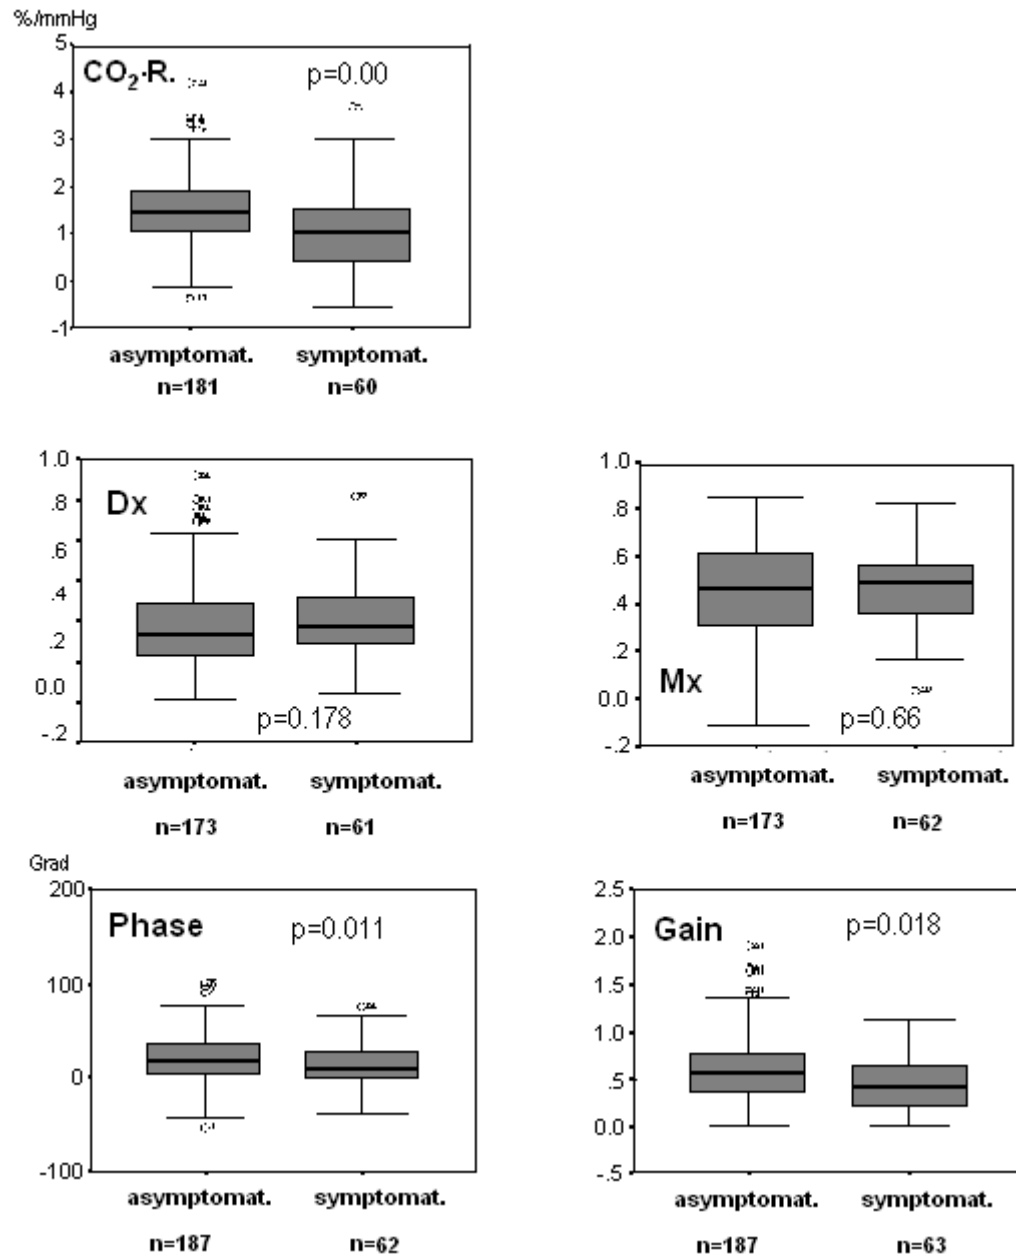 %/mmHg
CO₂-R.
p=0.00
5
4
3
2
1
0
-1
asymptomat.
symptomat.
n=181
n=60
Dx
1.0
.8
.6
.4
.2
0.0
-.2
p=0.178
asymptomat.
symptomat.
n=173
n=61
Mx
1.0
.8
.6
.4
.2
0.0
-.2
p=0.66
asymptomat.
symptomat.
n=173
n=62
Grad
Phase
p=0.011
200
100
0
-100
asymptomat.
symptomat.
n=187
n=62
Gain
p=0.018
2.5
2.0
1.5
1.0
.5
0.0
-.5
asymptomat.
symptomat.
n=187
n=63